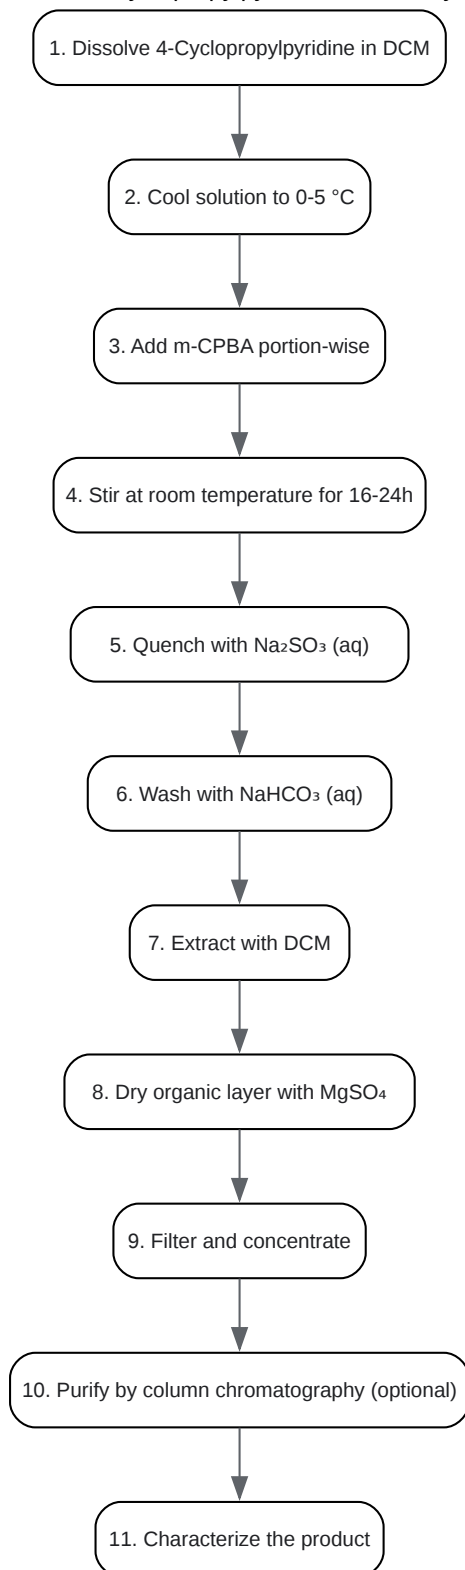 1. Dissolve 4-Cyclopropylpyridine in DCM
2. Cool solution to 0-5 °C
3. Add m-CPBA portion-wise
4. Stir at room temperature for 16-24h
5. Quench with Na₂SO₃ (aq)
6. Wash with NaHCO₃ (aq)
7. Extract with DCM
8. Dry organic layer with MgSO₄
9. Filter and concentrate
10. Purify by column chromatography (optional)
11. Characterize the product